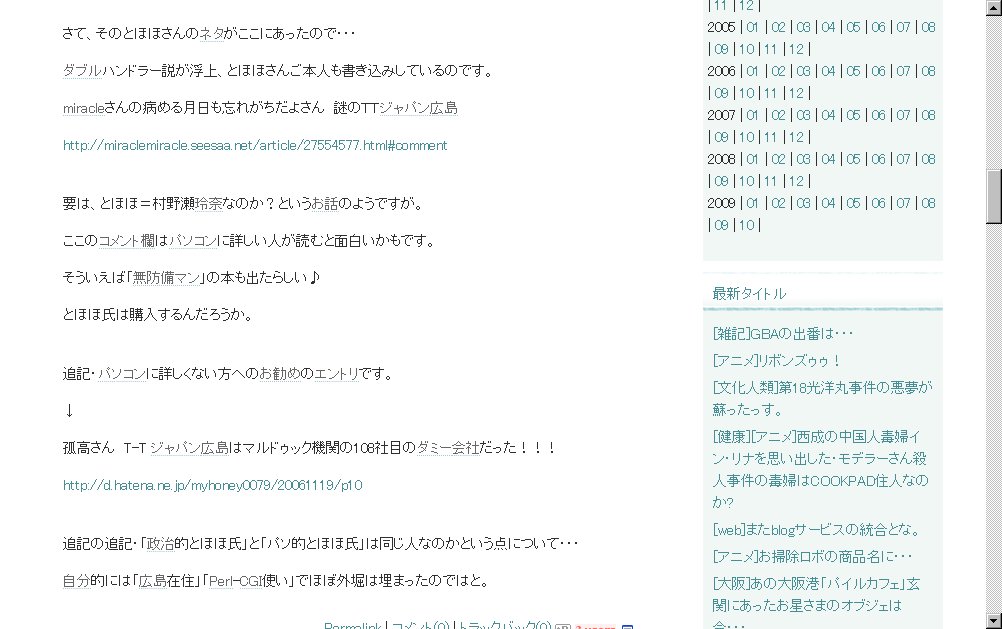 さて、そのとほほさんのネタがここにあったので・・・
ダブルハンドラー説が浮上、とほほさんご本人も書き込みしているのです。
miracleさんの病める月日も忘れがちだよさん　謎のTTジャパン広島
http://miraclemiracle.seesaa.net/article/27554577.html#comment
要は、とほほ＝村野瀬玲奈なのか？というお話のようですが。
ここのコメント欄はパソコンに詳しい人が読むと面白いかもです。
そういえば「無防備マン」の本も出たらしい♪
とほほ氏は購入するんだろうか。
追記・パソコンに詳しくない方へのお勧めのエントリです。
↓
孤高さん　T-T ジャパン広島はマルドゥック機関の108社目のダミー会社だった！！！
http://d.hatena.ne.jp/myhoney0079/20061119/p10
追記の追記・「政治的とほほ氏」と「パソ的とほほ氏」は同じ人なのかという点について・・・
自分的には「広島在住」「Perl-CGI使い」でほぼ外堀は埋まったのではと。
Permalink | コメント(0) | トラックバック(0)
| 11 | 12 |
2005 | 01 | 02 | 03 | 04 | 05 | 06 | 07 | 08
| 09 | 10 | 11 | 12 |
2006 | 01 | 02 | 03 | 04 | 05 | 06 | 07 | 08
| 09 | 10 | 11 | 12 |
2007 | 01 | 02 | 03 | 04 | 05 | 06 | 07 | 08
| 09 | 10 | 11 | 12 |
2008 | 01 | 02 | 03 | 04 | 05 | 06 | 07 | 08
| 09 | 10 | 11 | 12 |
2009 | 01 | 02 | 03 | 04 | 05 | 06 | 07 | 08
| 09 | 10 |
最新タイトル
[雑記]GBAの出番は・・・
[アニメ]リボンズゥゥ！
[文化人類]第18光洋丸事件の悪夢が
蘇ったっす。
[健康][アニメ]西成の中国人毒婦イ
ン・リナを思い出した・モデラーさん殺
人事件の毒婦はCOOKPAD住人なの
か?
[web]またblogサービスの統合とな。
[アニメ]お掃除ロボの商品名に・・・
[大阪]あの大阪港「パイルカフェ」玄
関にあったお星さまのオブジェは
今・・・